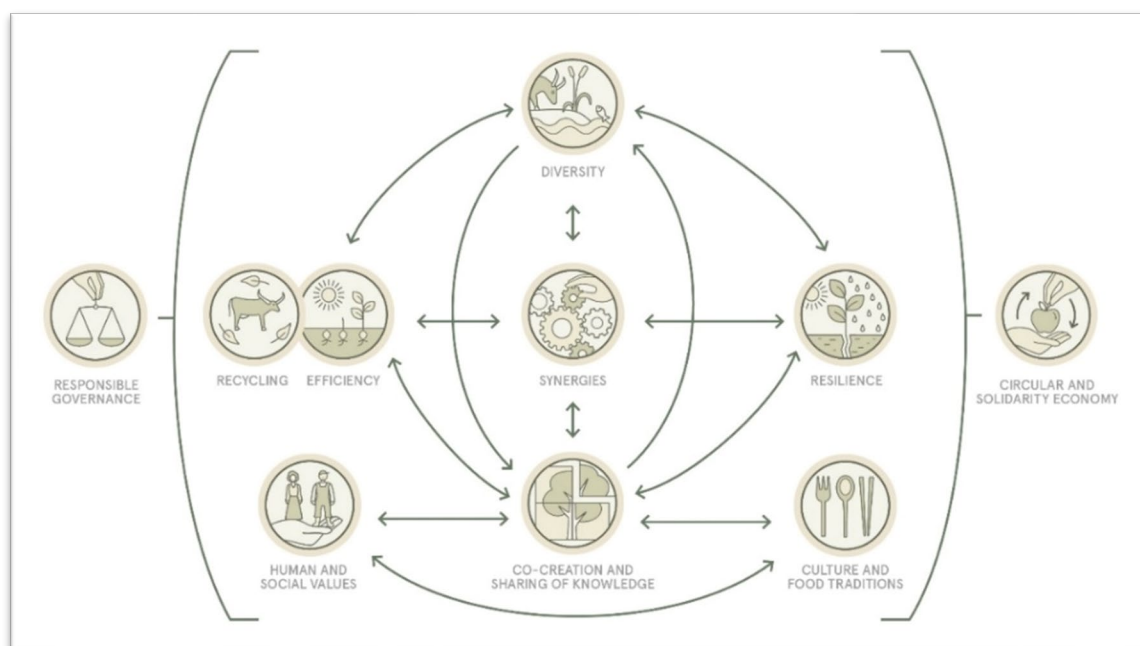 DIVERSITY
RESPONSIBLE
GOVERNANCE
RECYCLING
EFFICIENCY
SYNERGIES
RESILIENCE
CIRCULAR AND
SOLIDARITY ECONOMY
HUMAN AND
SOCIAL VALUES
CO-CREATION AND
SHARING OF KNOWLEDGE
CULTURE AND
FOOD TRADITIONS